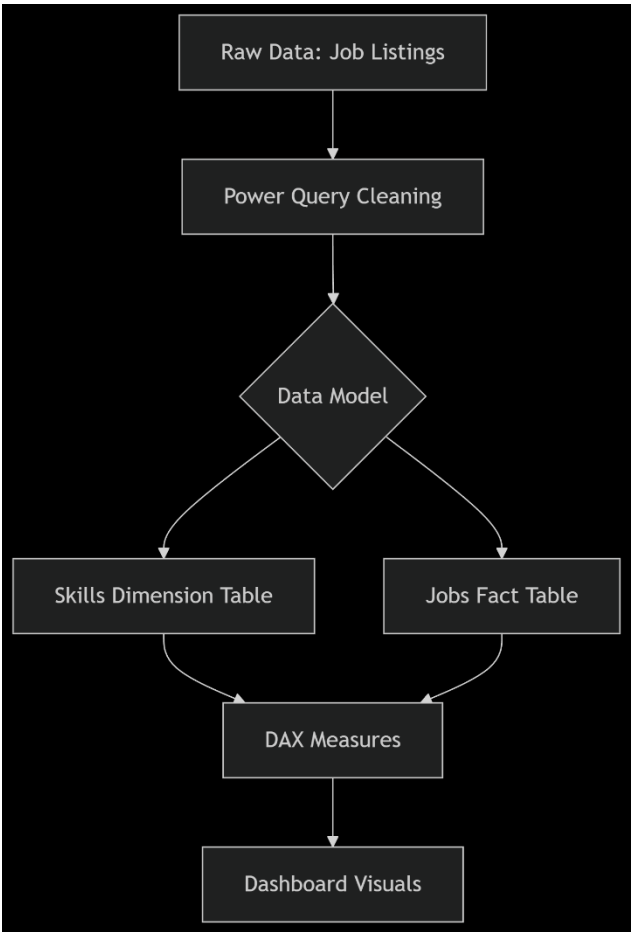 Raw Data: Job Listings
Power Query Cleaning
Data Model
Skills Dimension Table
Jobs Fact Table
DAX Measures
Dashboard Visuals